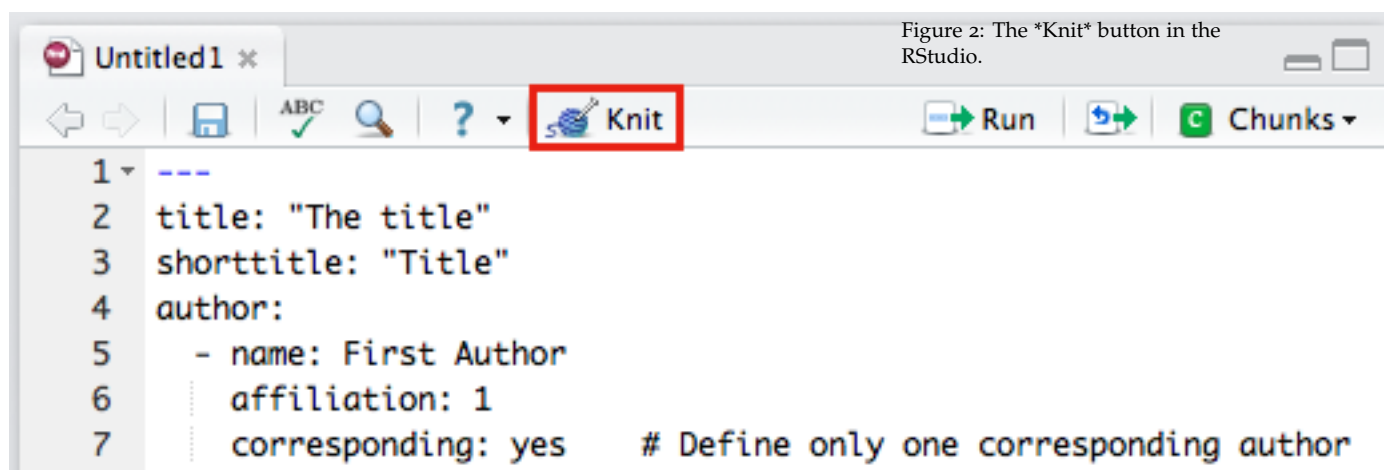 Figure 2: The *Knit* button in the
RStudio.
Untitled1
ABC ? Knit Run C Chunks
1 ---
2 title: "The title"
3 shorttitle: "Title"
4 author:
5 - name: First Author
6 affiliation: 1
7 corresponding: yes # Define only one corresponding author